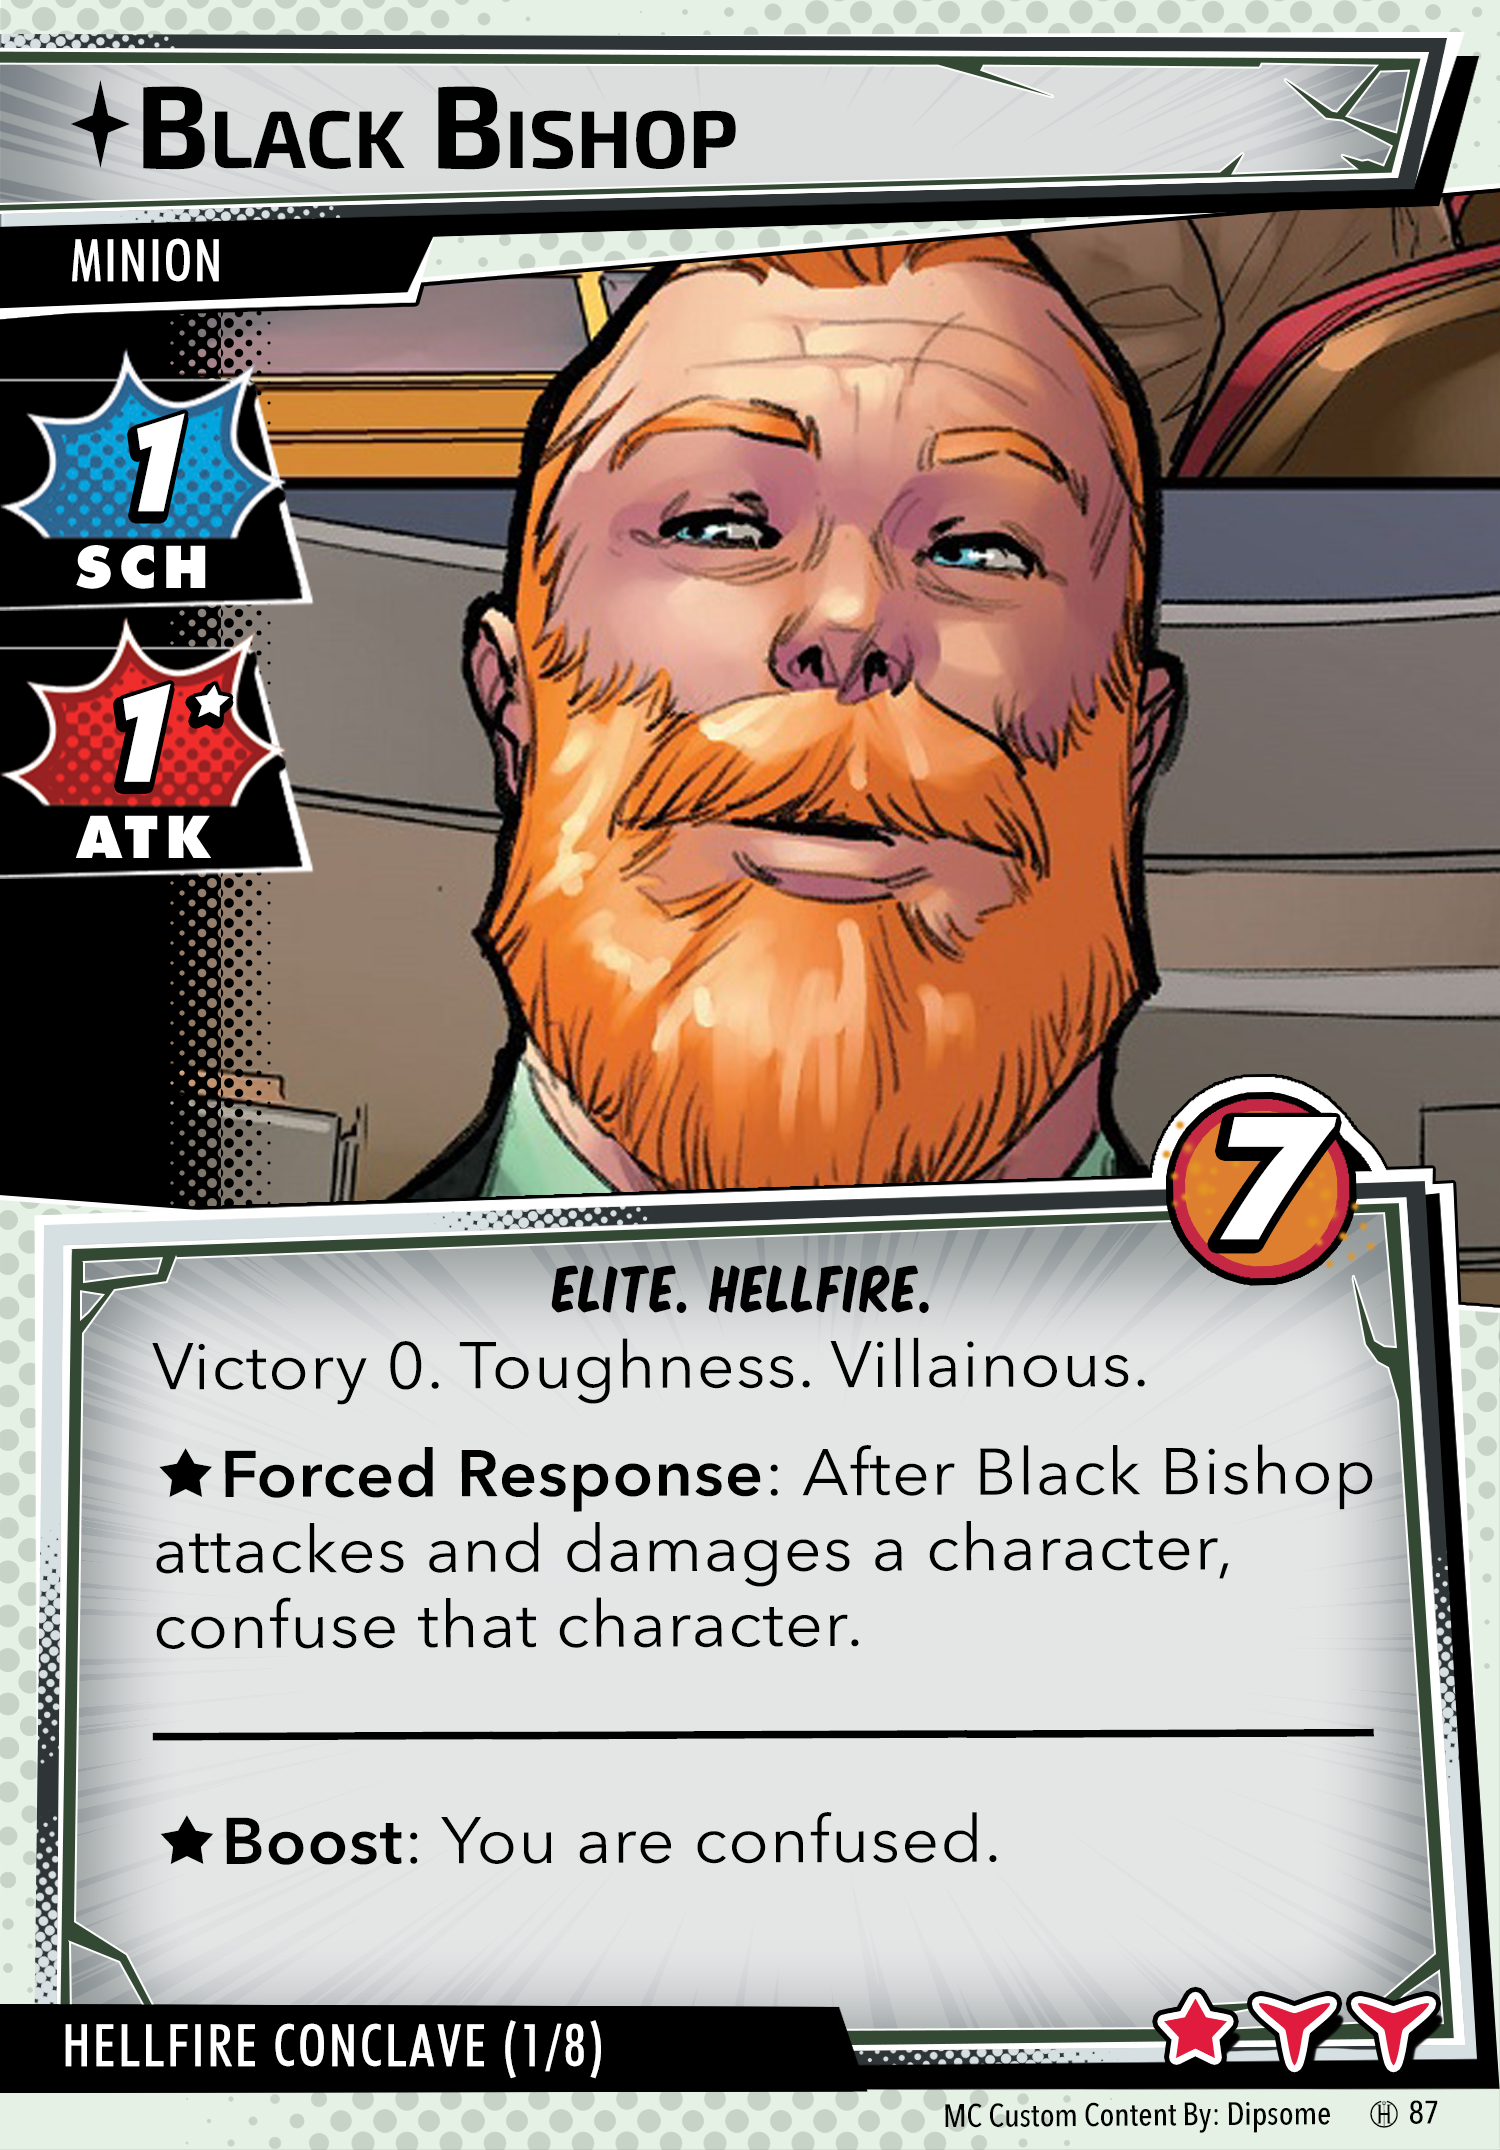 Black Bishop
MINION
1
SCH
1
ATK
7
ELITE. HELLFIRE.
Victory 0. Toughness. Villainous.
Forced Response: After Black Bishop
attackes and damages a character,
confuse that character.
Boost: You are confused.
HELLFIRE CONCLAVE (1/8)
MC Custom Content By: Dipsome H 87